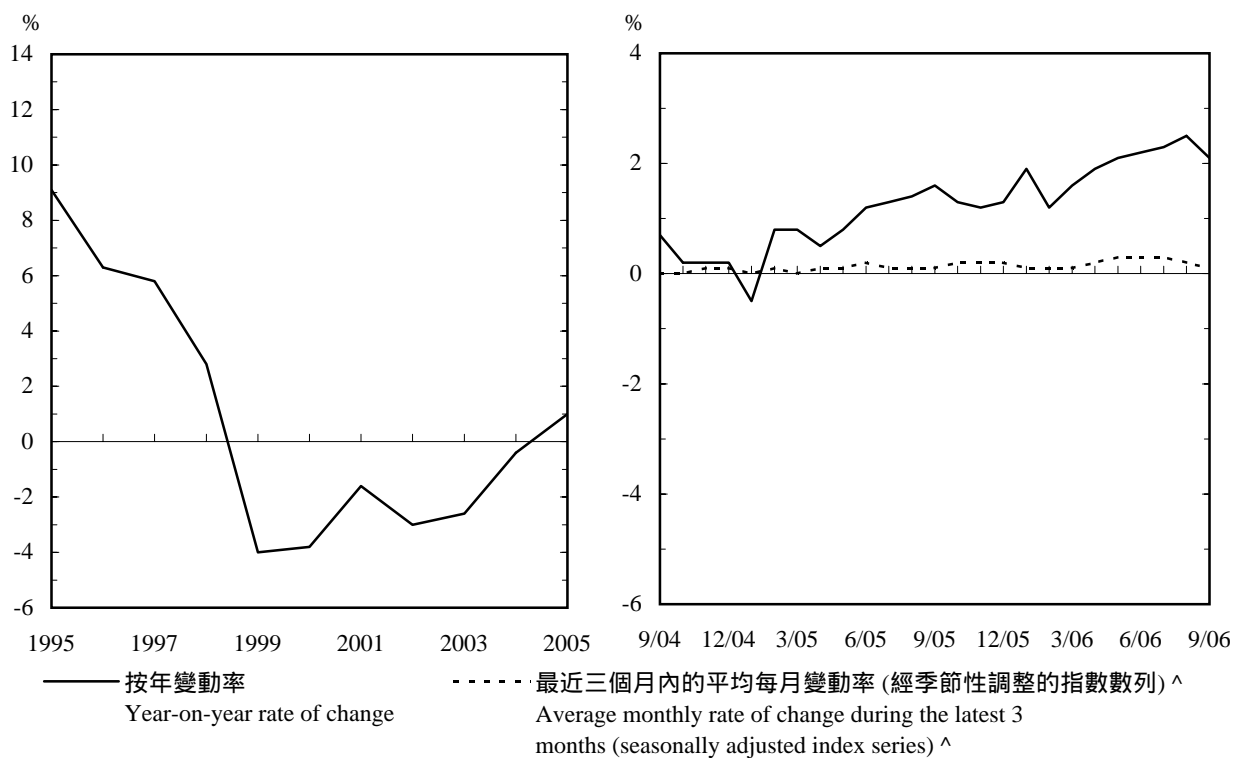 %
14
12
10
8
6
4
2
0
-2
-4
-6
1995 1997 1999 2001 2003 2005
%
4
2
0
-2
-4
-6
9/04 12/04 3/05 6/05 9/05 12/05 3/06 6/06 9/06
按年變動率
Year-on-year rate of change
最近三個月內的平均每月變動率 (經季節性調整的指數數列) ^
Average monthly rate of change during the latest 3
months (seasonally adjusted index series) ^